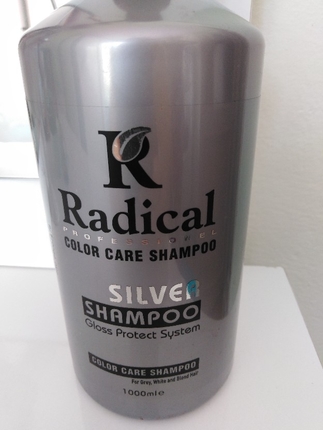 R
Radical
PROFESSIONEL
COLOR CARE SHAMPOO
SILVER
SHAMPOO
Gloss Protect System
COLOR CARE SHAMPOO
For Grey, White and Blond Hair
1000ml e